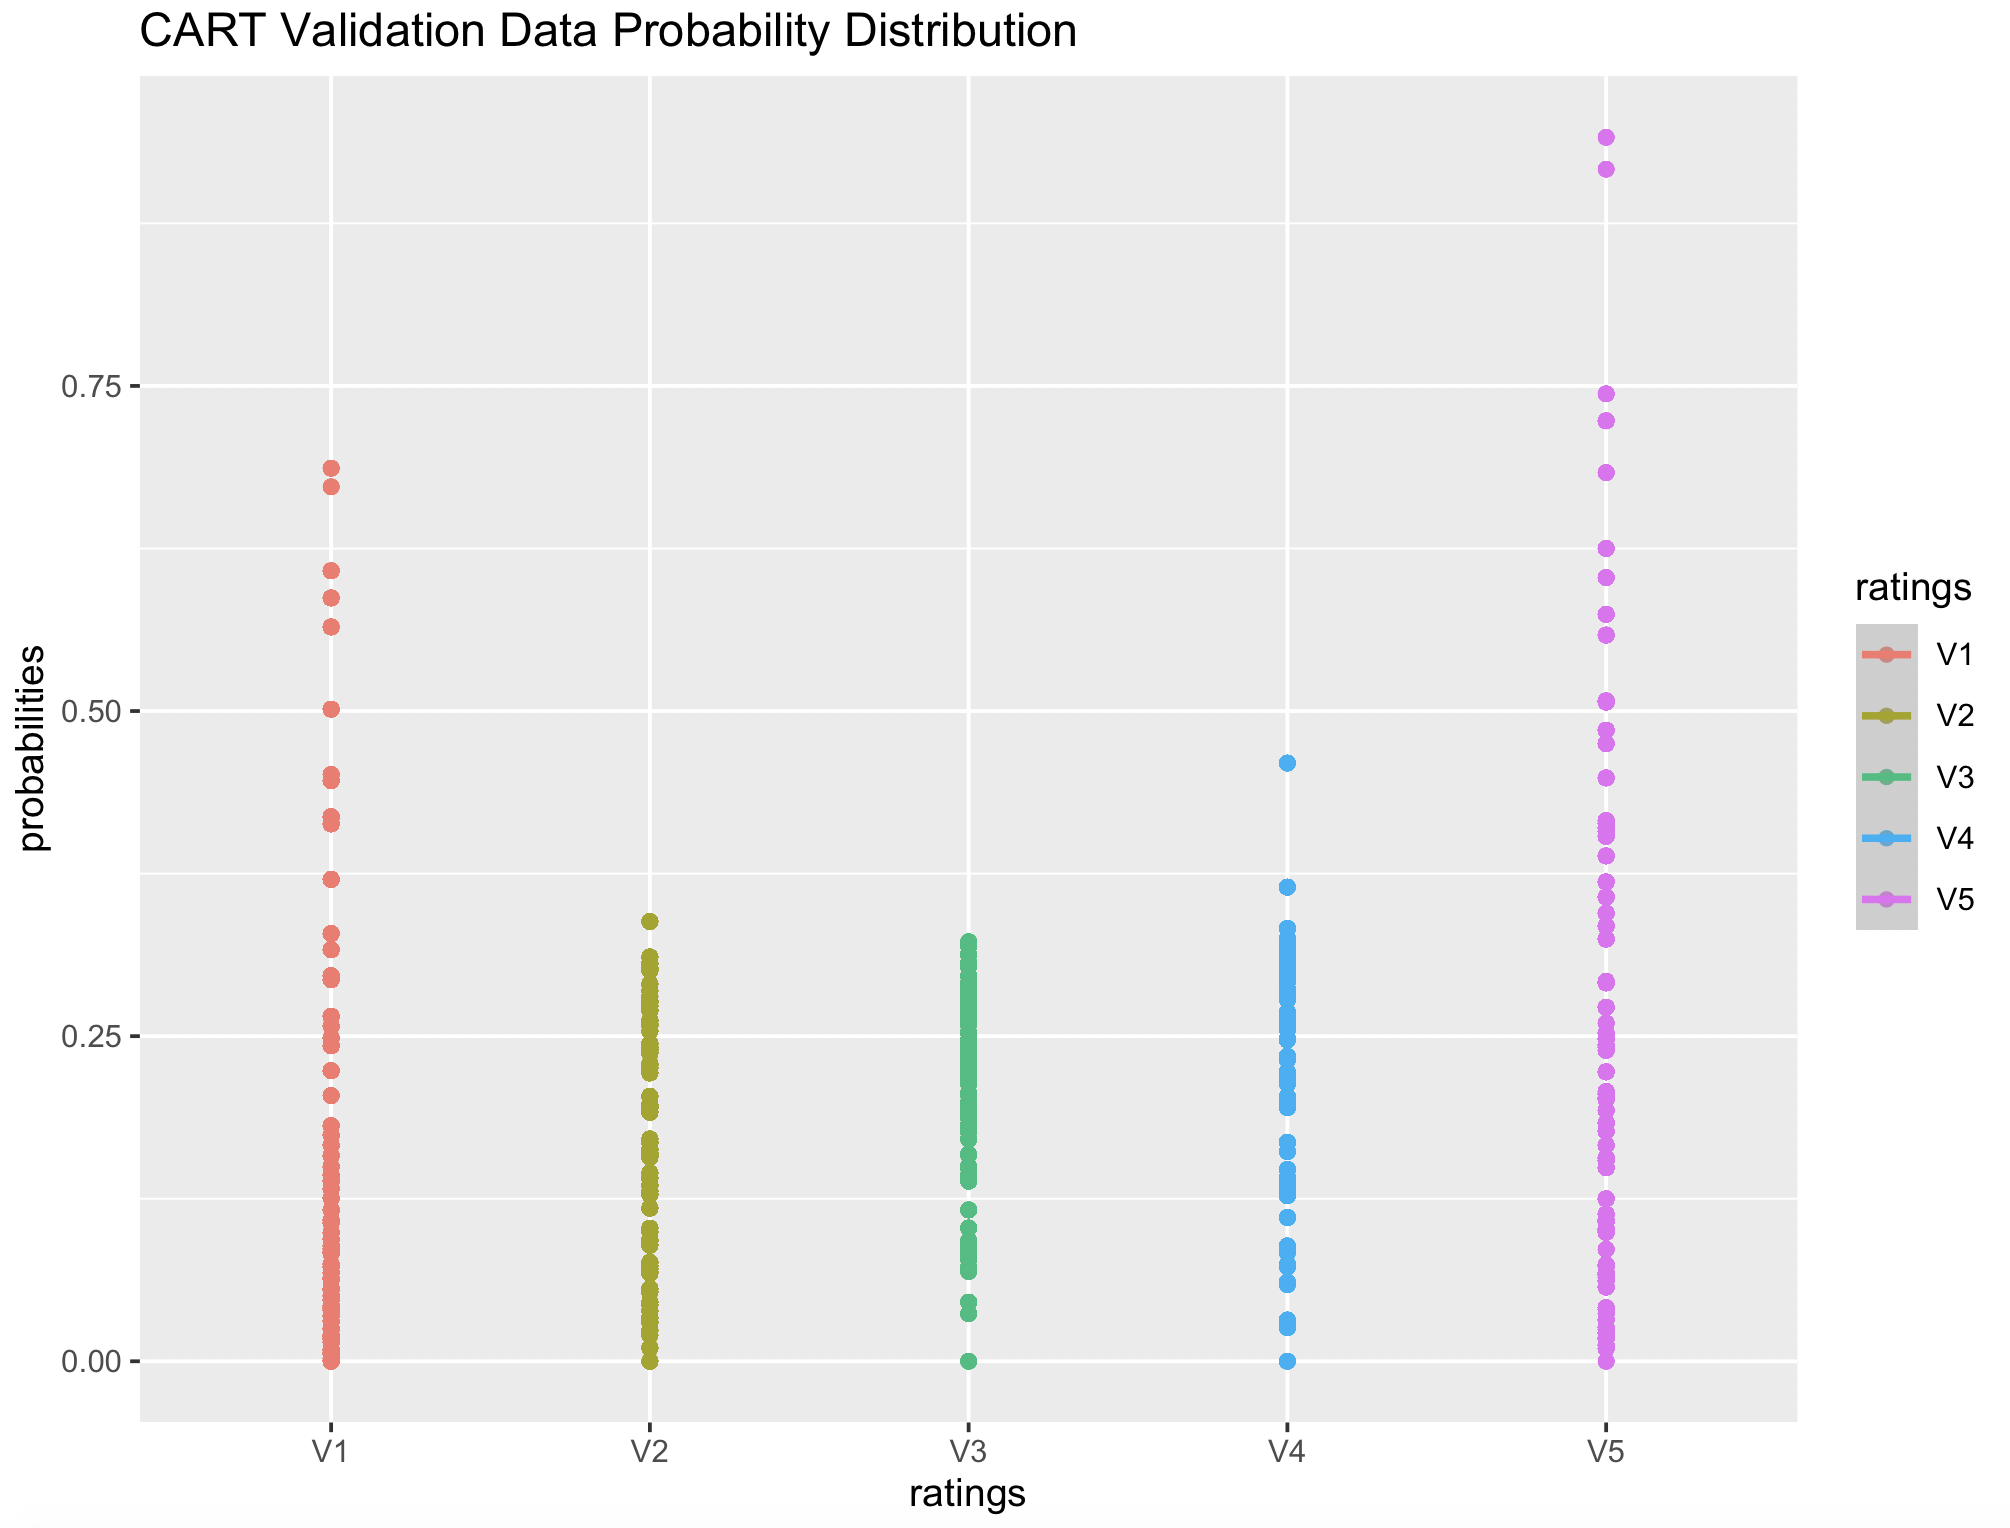 CART Validation Data Probability Distribution
probabilities
0.75
0.50
0.25
0.00
V1 V2 V3 V4 V5
ratings
ratings
V1
V2
V3
V4
V5